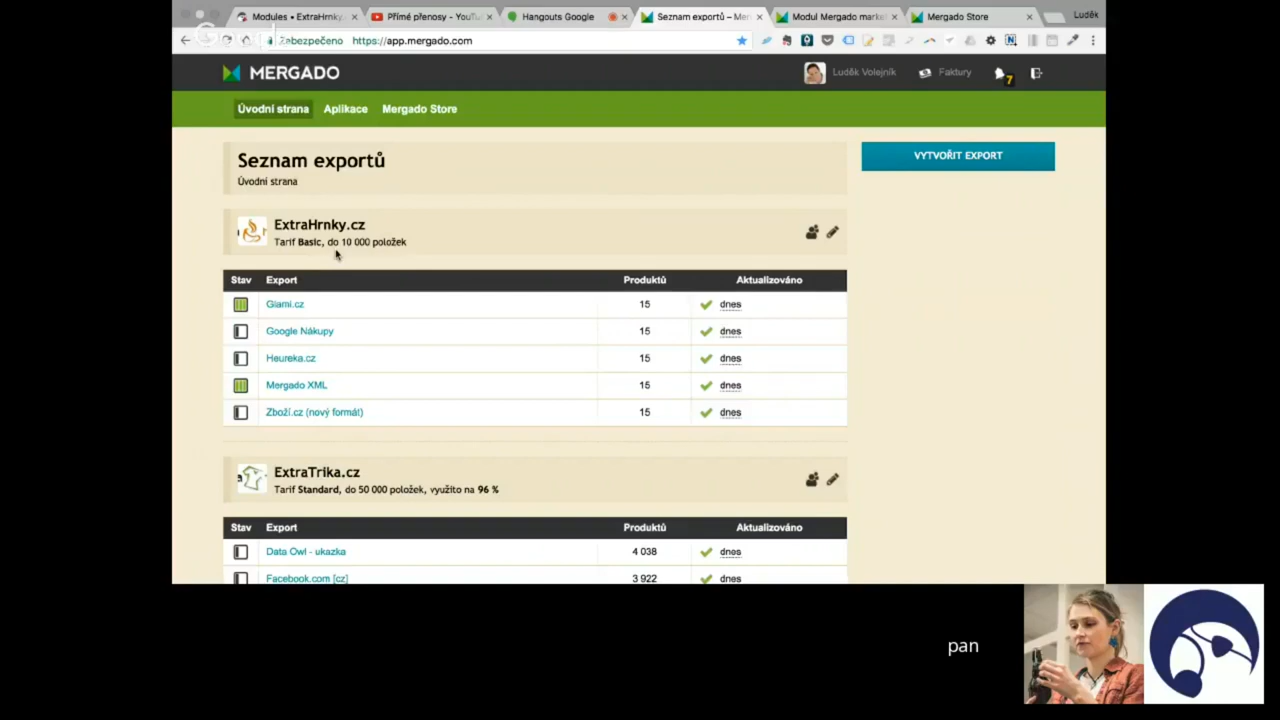 Modules • ExtraHrnky.
Přímé přenosy - YouTu
Hangouts Google
Seznam exportů – Mer
Modul Mergado market
Mergado Store
Luděk
Zabezpečeno https://app.mergado.com
MERGADO
Luděk Volejník
Faktury
7
Úvodní strana Aplikace Mergado Store
Seznam exportů
Úvodní strana
VYTVOŘIT EXPORT
ExtraHrnky.cz
Tarif Basic, do 10 000 položek
Stav Export Produktů Aktualizováno
Glami.cz 15 dnes
Google Nákupy 15 dnes
Heureka.cz 15 dnes
Mergado XML 15 dnes
Zboží.cz (nový formát) 15 dnes
ExtraTrika.cz
Tarif Standard, do 50 000 položek, využito na 96 %
Stav Export Produktů Aktualizováno
Data Owl - ukazka 4 038 dnes
Facebook.com [cz] 3 922 dnes
pan